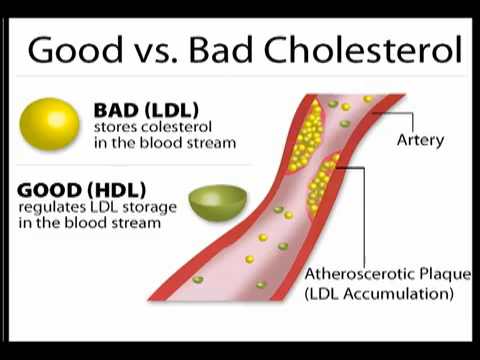 Good vs. Bad Cholesterol
BAD (LDL)
stores colesterol
in the blood stream
GOOD (HDL)
regulates LDL storage
in the blood stream
Artery
Atheroscerotic Plaque
(LDL Accumulation)